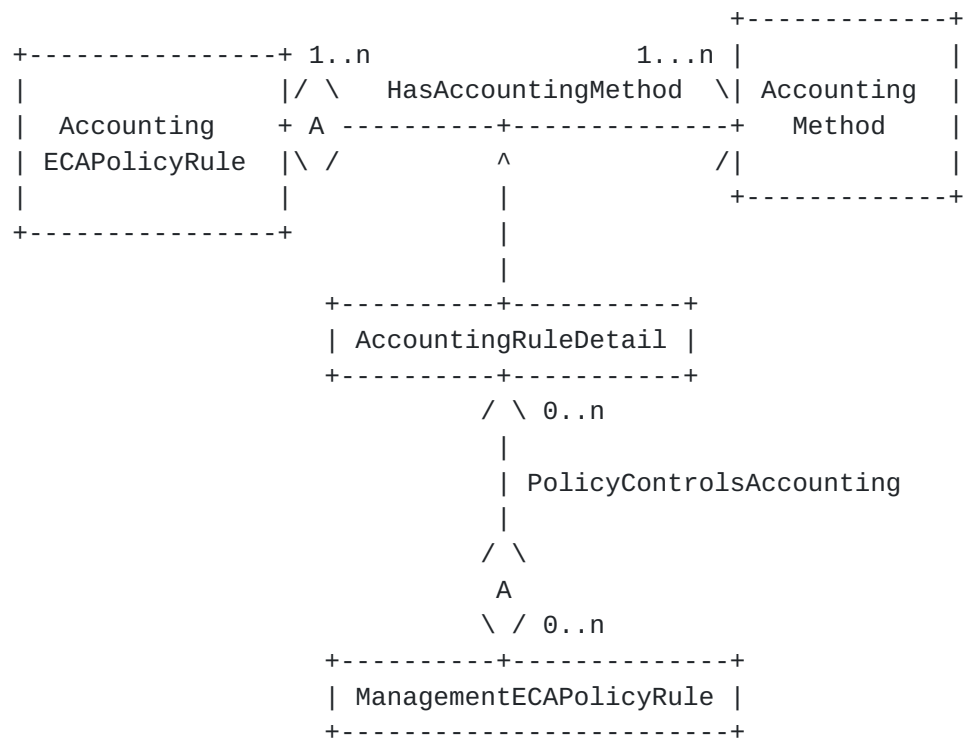 +-------------+
+----------------+ 1..n                 1...n |             |
|                |/ \   HasAccountingMethod  \|  Accounting |
|   Accounting   + A ----------+--------------+    Method   |
|  ECAPolicyRule |\ /          ^             /|             |
|                |             |              +-------------+
+----------------+             |
                               |
                    +----------+-----------+
                    | AccountingRuleDetail |
                    +----------+-----------+
                              / \ 0..n
                               |
                               | PolicyControlsAccounting
                               |
                              / \
                               A
                              \ / 0..n
                    +----------+--------------+
                    | ManagementECAPolicyRule |
                    +-------------------------+